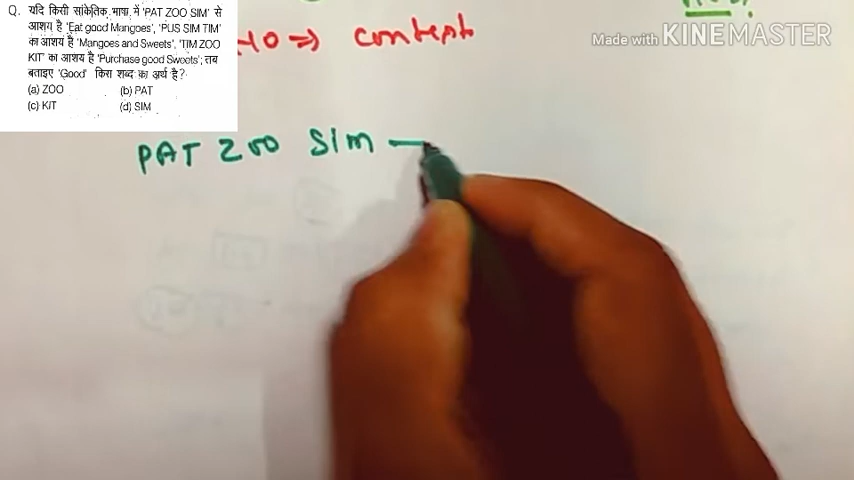 Q. यदि किसी सांकेतिक भाषा में 'PAT ZOO SIM' से
आशय है 'Eat good Mangoes', 'PUS SIM TIM'
का आशय है 'Mangoes and Sweets', 'TIM ZOO
KIT' का आशय है 'Purchase good Sweets'; तब
बताइए 'Good' किस शब्द का अर्थ है?
(a) ZOO (b) PAT
(c) KIT (d) SIM
10 ⇒ concept
Made with KINEMASTER
PAT ZOO SIM —